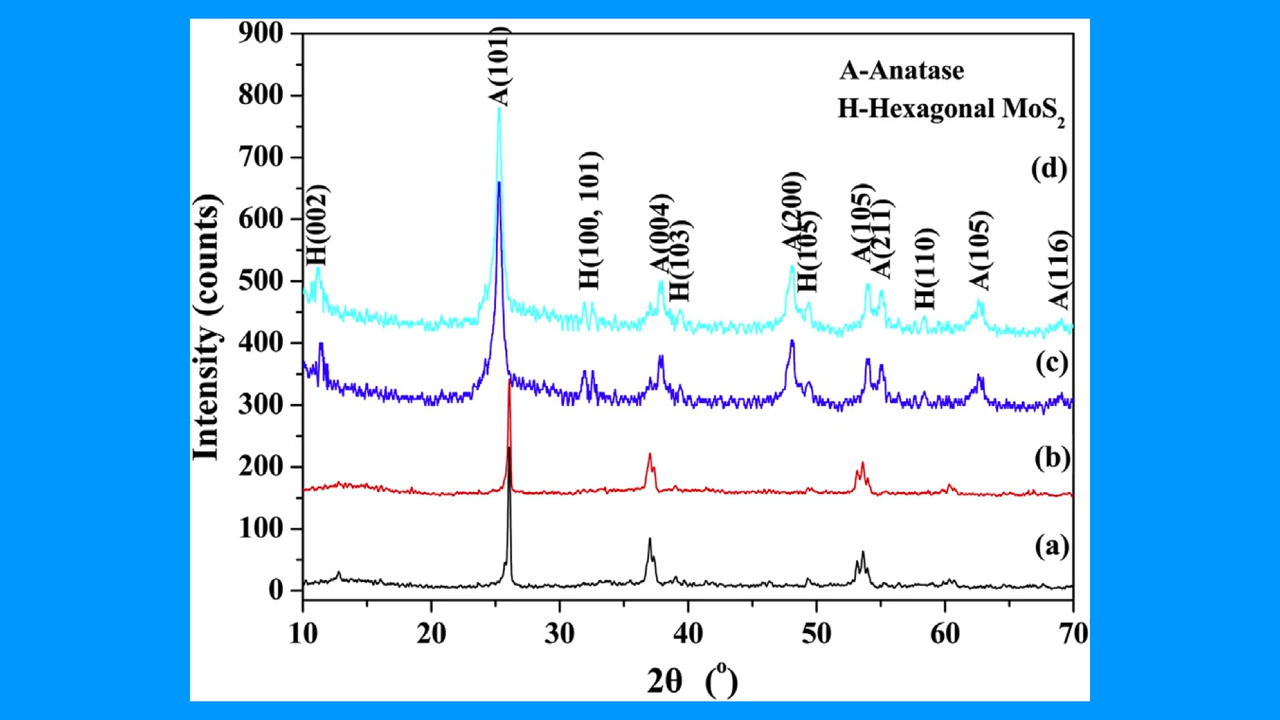 900
800
700
600
500
400
300
200
100
0
Intensity (counts)
10 20 30 40 50 60 70
2θ (°)
A-Anatase
H-Hexagonal MoS₂
(d)
(c)
(b)
(a)
H(002)
A(101)
H(100, 101)
A(004)
H(103)
A(200)
H(105)
A(105)
A(211)
H(110)
A(105)
A(116)